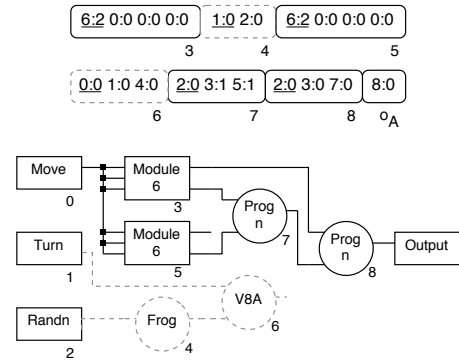 6:2 0:0 0:0 0:0 1:0 2:0 6:2 0:0 0:0 0:0
3 4 5
0:0 1:0 4:0 2:0 3:1 5:1 2:0 3:0 7:0 8:0
6 7 8 oA
Move
0
Module
6
3
Prog
n
7
Module
6
5
Prog
n
8
Output
Turn
1
V8A
6
Randn
2
Frog
4